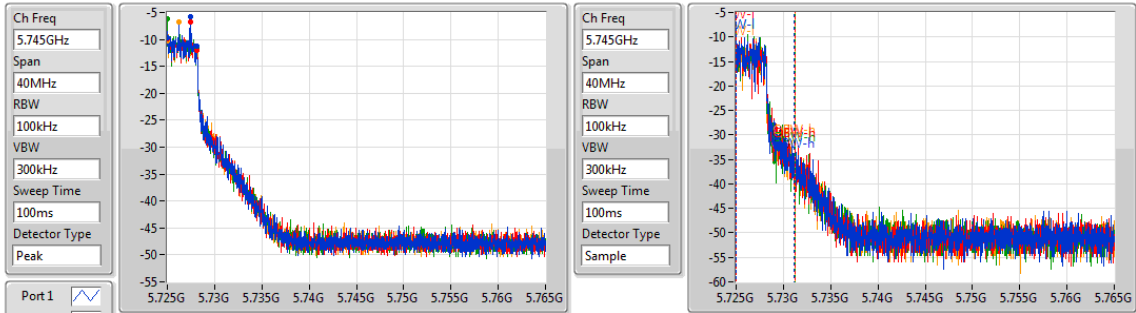 Ch Freq
5.745GHz
Span
40MHz
RBW
100kHz
VBW
300kHz
Sweep Time
100ms
Detector Type
Peak
Port 1
-5
-10
-15
-20
-25
-30
-35
-40
-45
-50
-55
5.725G 5.73G 5.735G 5.74G 5.745G 5.75G 5.755G 5.76G 5.765G
Ch Freq
5.745GHz
Span
40MHz
RBW
100kHz
VBW
300kHz
Sweep Time
100ms
Detector Type
Sample
-5
-10
-15
-20
-25
-30
-35
-40
-45
-50
-55
-60
5.725G 5.73G 5.735G 5.74G 5.745G 5.75G 5.755G 5.76G 5.765G